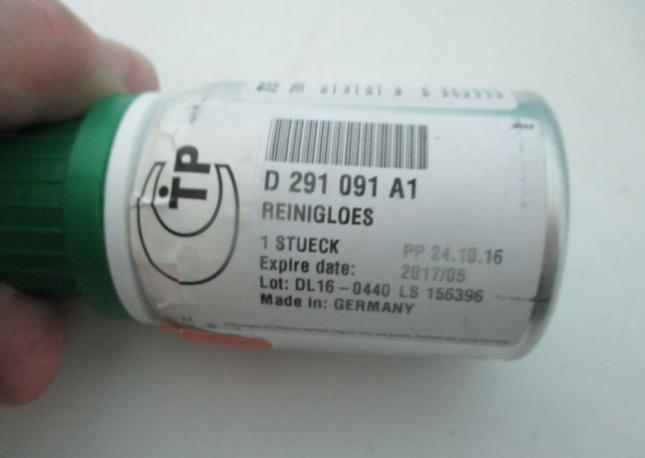 TP
D 291 091 A1
REINIGLOES
1 STUECK PP 24.10.16
Expire date: 2017/05
Lot: DL16-0440 LS 156396
Made in: GERMANY